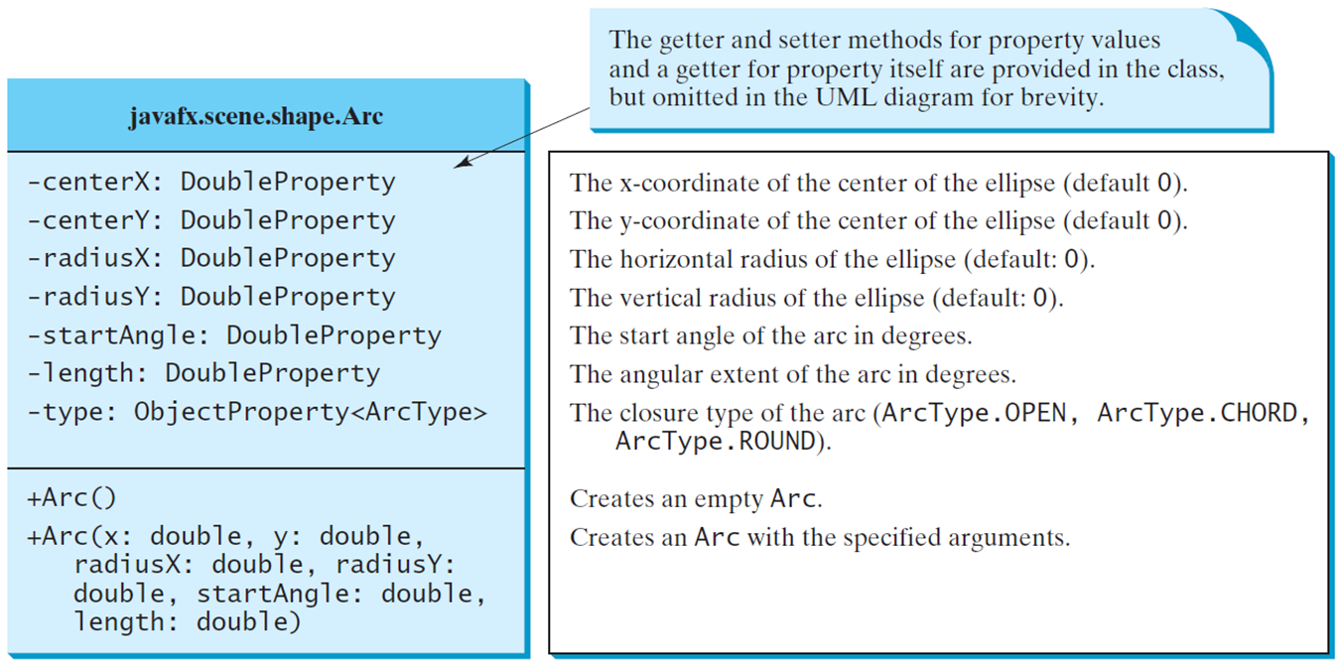 The getter and setter methods for property values
and a getter for property itself are provided in the class,
but omitted in the UML diagram for brevity.
javafx.scene.shape.Arc
-centerX: DoubleProperty
-centerY: DoubleProperty
-radiusX: DoubleProperty
-radiusY: DoubleProperty
-startAngle: DoubleProperty
-length: DoubleProperty
-type: ObjectProperty<ArcType>
+Arc()
+Arc(x: double, y: double,
radiusX: double, radiusY:
double, startAngle: double,
length: double)
The x-coordinate of the center of the ellipse (default 0).
The y-coordinate of the center of the ellipse (default 0).
The horizontal radius of the ellipse (default: 0).
The vertical radius of the ellipse (default: 0).
The start angle of the arc in degrees.
The angular extent of the arc in degrees.
The closure type of the arc (ArcType.OPEN, ArcType.CHORD,
ArcType.ROUND).
Creates an empty Arc.
Creates an Arc with the specified arguments.